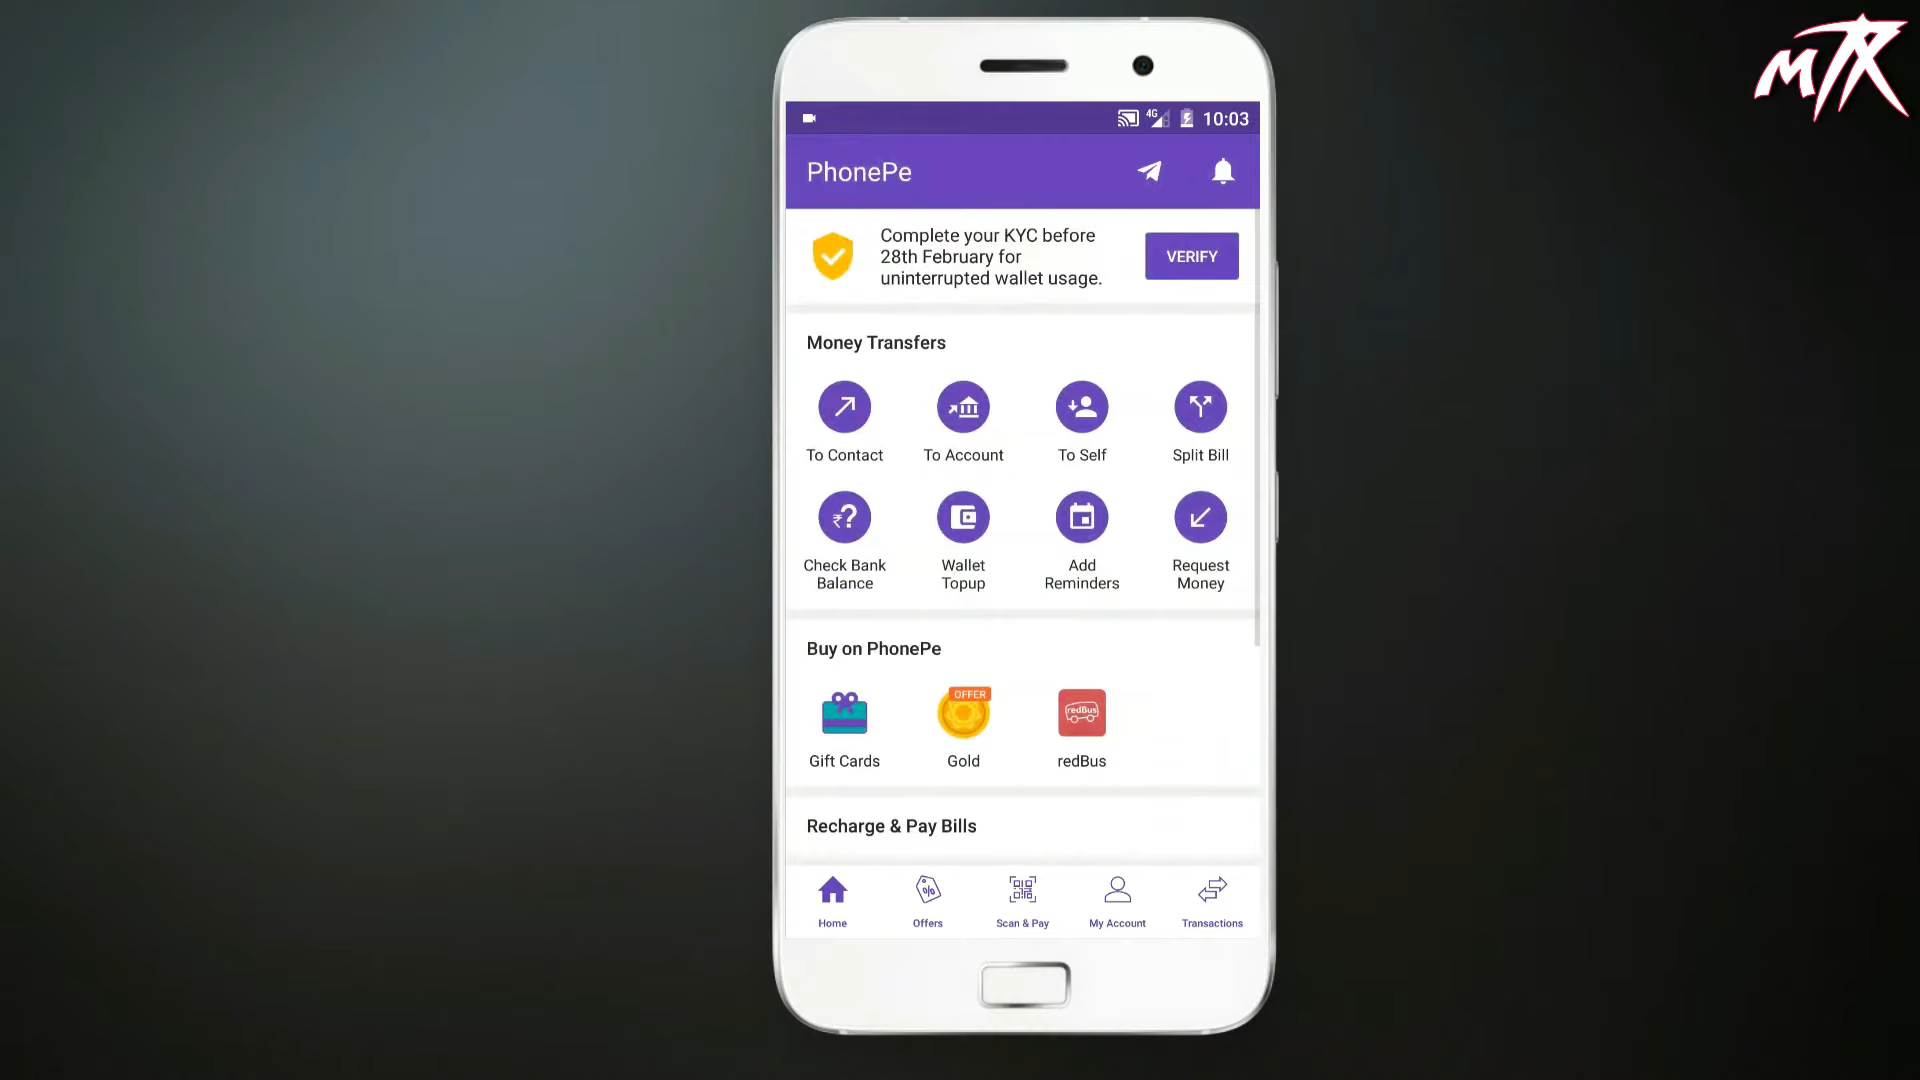 MTR
4G 10:03
PhonePe
Complete your KYC before
28th February for
uninterrupted wallet usage.
VERIFY
Money Transfers
To Contact To Account To Self Split Bill
Check Bank Wallet Add Request
Balance Topup Reminders Money
Buy on PhonePe
OFFER
redBus
Gift Cards Gold redBus
Recharge & Pay Bills
Home Offers Scan & Pay My Account Transactions